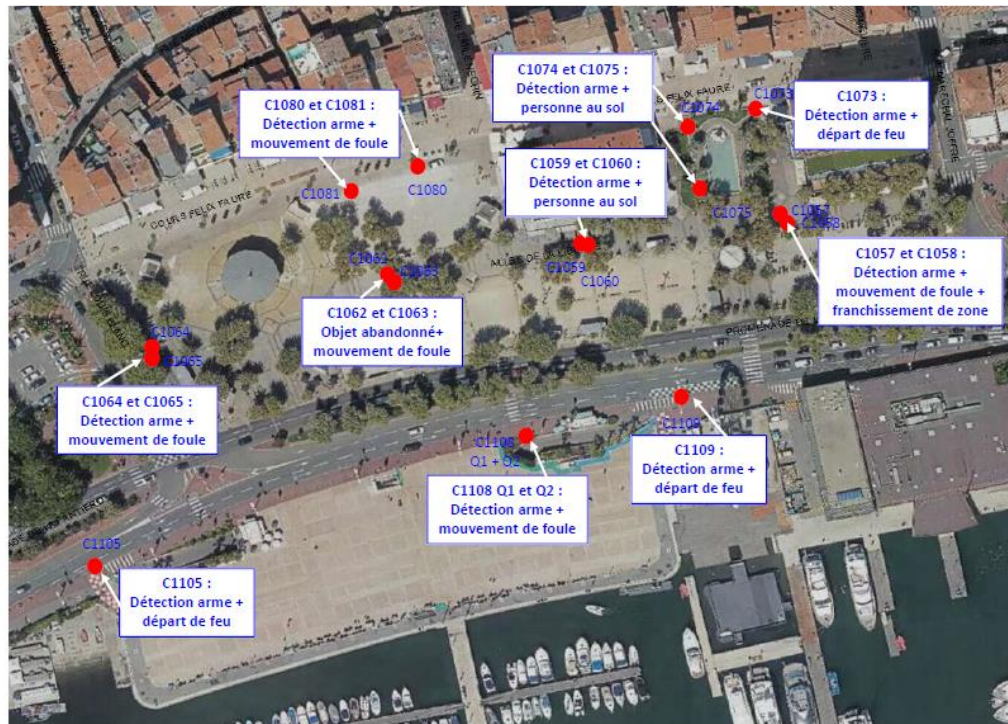 C1074 et C1075 :
Détection arme +
personne au sol
C1080 et C1081 :
Détection arme +
mouvement de foule
C1073 :
Détection arme +
départ de feu
C1073
C1074
C1059 et C1060 :
Détection arme +
personne au sol
C1080
C1081
C1075
COURS FELIX FAURE
C1057
C1058
C1062
C1063
C1059
C1060
C1057 et C1058 :
Détection arme +
mouvement de foule +
franchissement de zone
C1062 et C1063 :
Objet abandonné+
mouvement de foule
C1064
C1065
C1064 et C1065 :
Détection arme +
mouvement de foule
C1109
C1108
Q1 + Q2
C1109 :
Détection arme +
départ de feu
C1108 Q1 et Q2 :
Détection arme +
mouvement de foule
C1105
C1105 :
Détection arme +
départ de feu